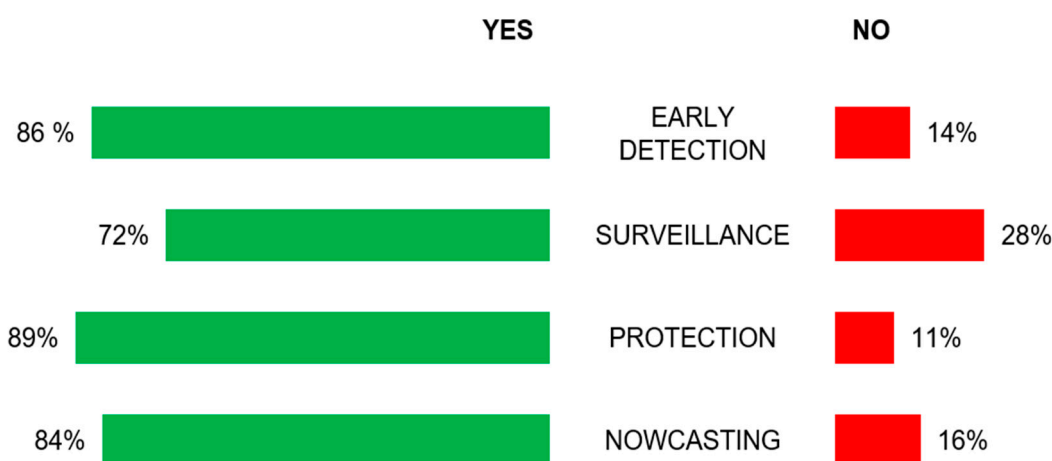 YES NO
86 % EARLY DETECTION 14%
72% SURVEILLANCE 28%
89% PROTECTION 11%
84% NOWCASTING 16%